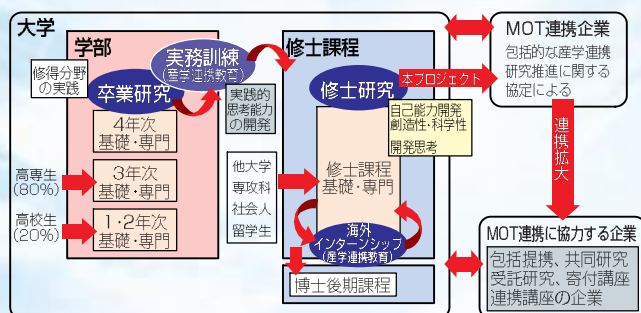 大学
学部
修得分野
の実践
卒業研究
実務訓練
(産学連携教育)
実践的
思考能力
の開発
4年次
基礎・専門
高専生
(80%)
3年次
基礎・専門
高校生
(20%)
1・2年次
基礎・専門
修士課程
修士研究
本プロジェクト
自己能力開発
創造性・科学性
開発思考
他大学
専攻科
社会人
留学生
修士課程
基礎・専門
海外
インターンシップ
(産学連携教育)
博士後期課程
MOT連携企業
包括的な産学連携
研究推進に関する
協定による
連携拡大
MOT連携に協力する企業
包括提携、共同研究
受託研究、寄付講座
連携講座の企業